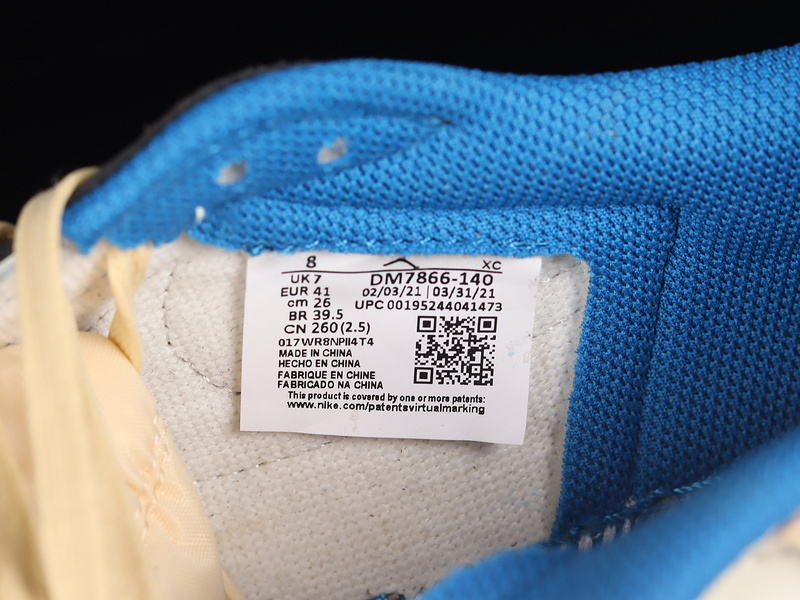 8 XC
UK 7 DM7866-140
EUR 41 02/03/21 | 03/31/21
cm 26 UPC 00195244041473
BR 39.5
CN 260 (2.5)
017WR8NPII4T4
MADE IN CHINA
HECHO EN CHINA
FABRIQUE EN CHINE
FABRICADO NA CHINA
This product is covered by one or more patents:
www.nike.com/patentsvirtualmarking